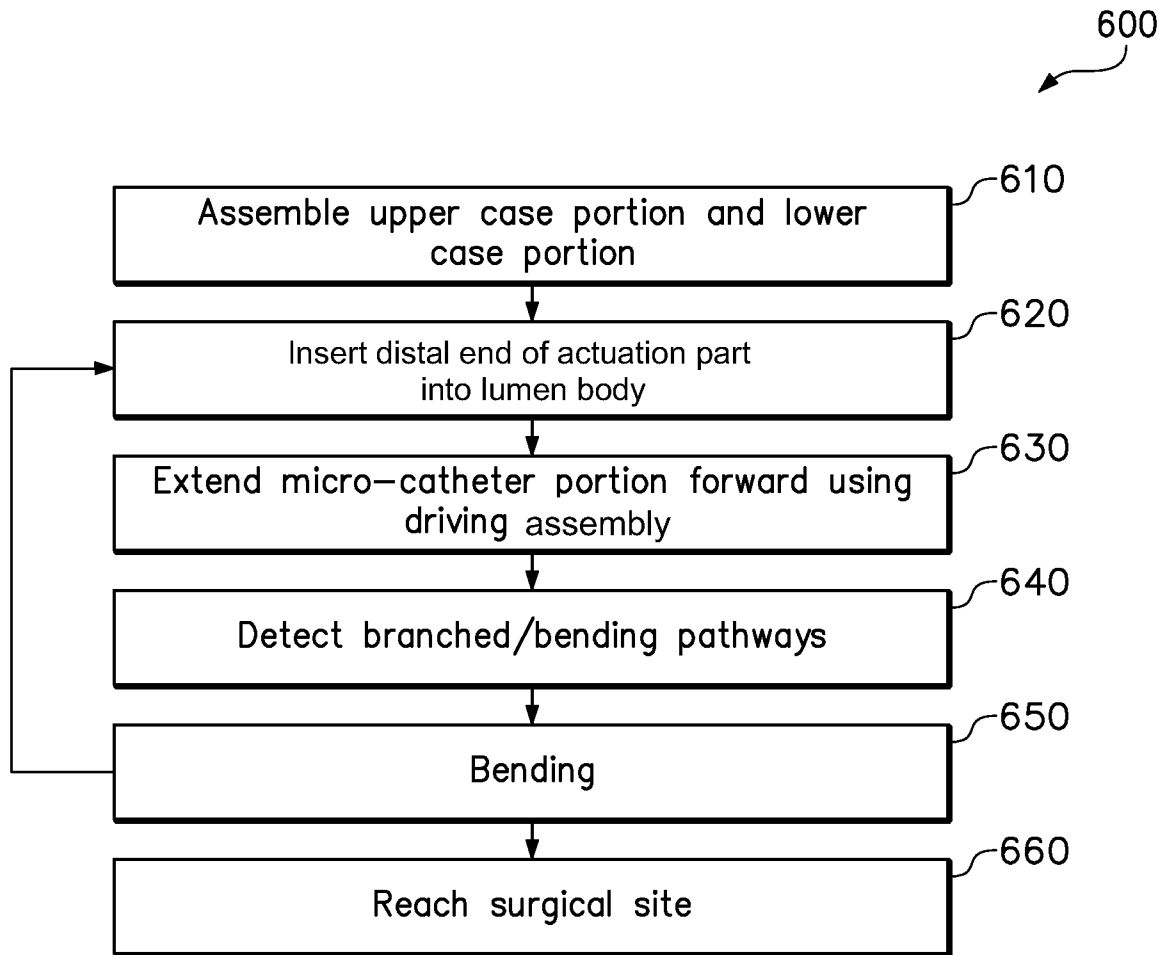 600
610
Assemble upper case portion and lower
case portion
620
Insert distal end of actuation part
into lumen body
630
Extend micro-catheter portion forward using
driving assembly
640
Detect branched/bending pathways
650
Bending
660
Reach surgical site